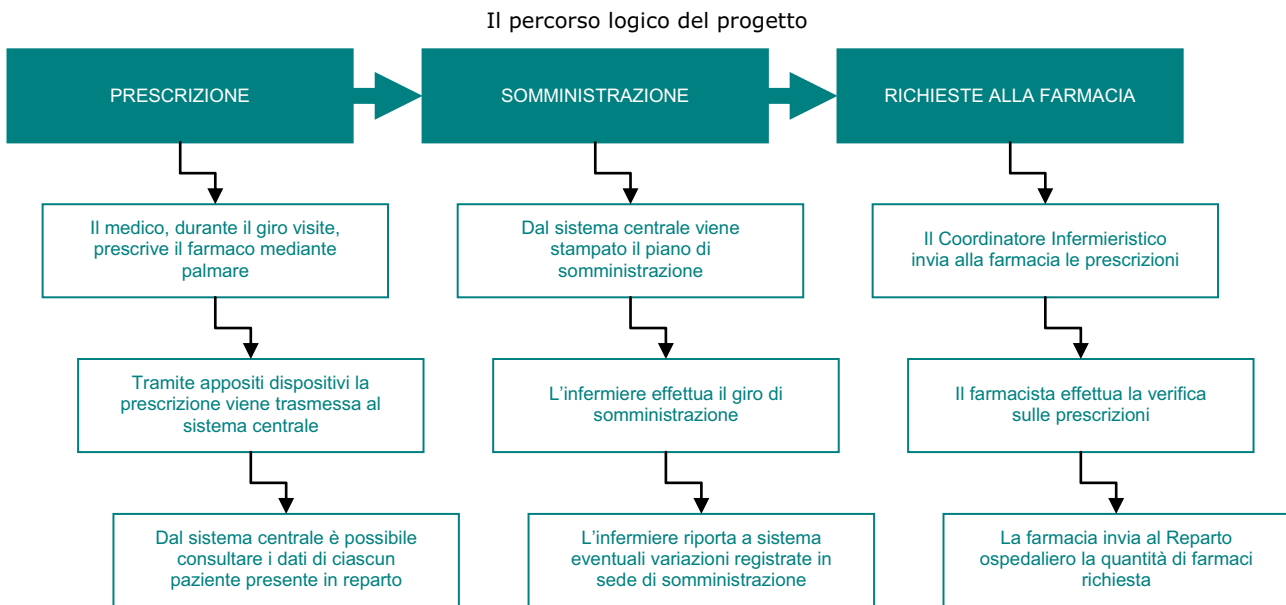 Il percorso logico del progetto
PRESCRIZIONE
SOMMINISTRAZIONE
RICHIESTE ALLA FARMACIA
Il medico, durante il giro visite,
prescrive il farmaco mediante
palmare
Dal sistema centrale viene
stampato il piano di
somministrazione
Il Coordinatore Infermieristico
invia alla farmacia le prescrizioni
Tramite appositi dispositivi la
prescrizione viene trasmessa al
sistema centrale
L’infermiere effettua il giro di
somministrazione
Il farmacista effettua la verifica
sulle prescrizioni
Dal sistema centrale è possibile
consultare i dati di ciascun
paziente presente in reparto
L’infermiere riporta a sistema
eventuali variazioni registrate in
sede di somministrazione
La farmacia invia al Reparto
ospedaliero la quantità di farmaci
richiesta